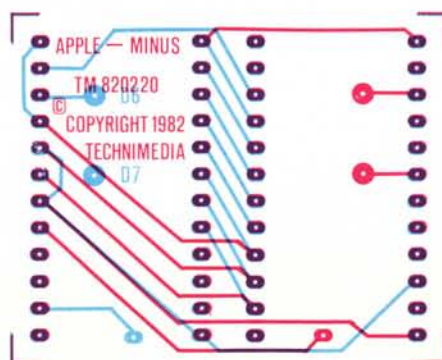 APPLE — MINUS
TM 820220
D6
©
COPYRIGHT 1982
TECHNIMEDIA
D7